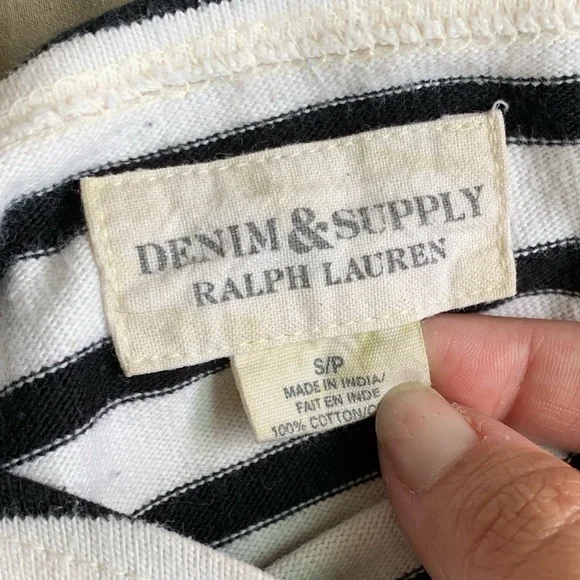 DENIM & SUPPLY
RALPH LAUREN
S/P
MADE IN INDIA/
FAIT EN INDE
100% COTTON/